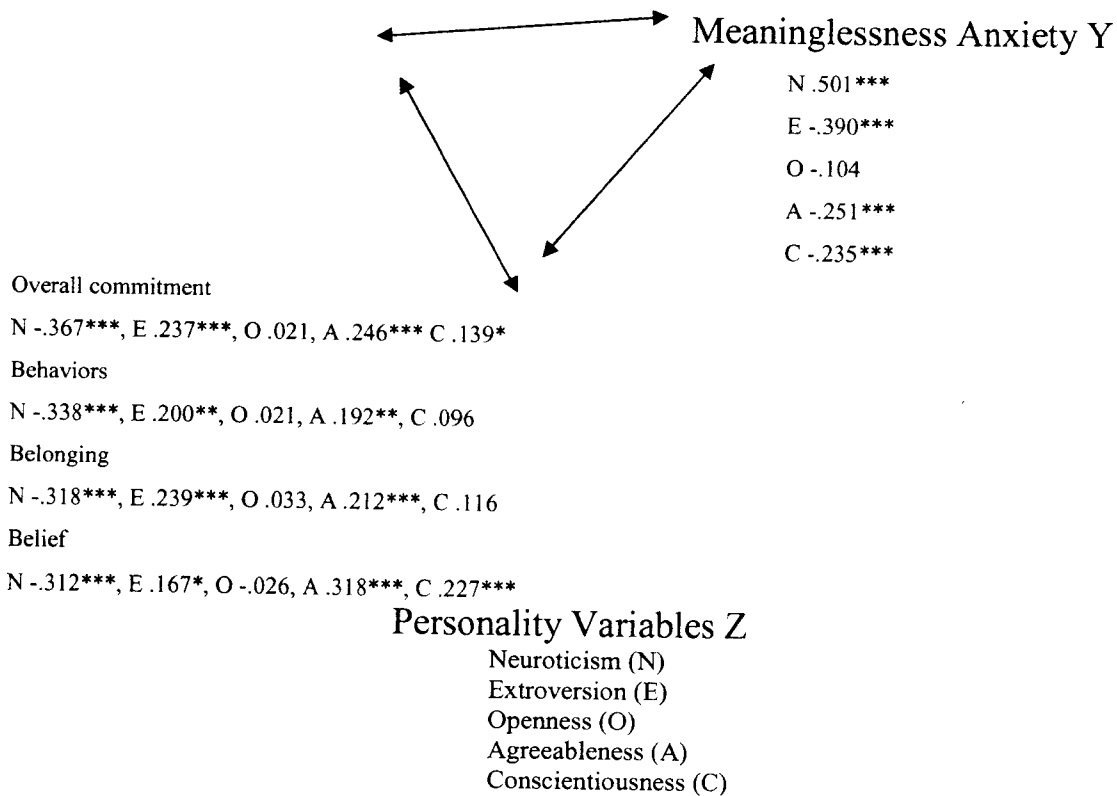 Meaninglessness Anxiety Y
N .501***
E -.390***
O -.104
A -.251***
C -.235***
Overall commitment
N -.367***, E .237***, O .021, A .246*** C .139*
Behaviors
N -.338***, E .200**, O .021, A .192**, C .096
Belonging
N -.318***, E .239***, O .033, A .212***, C .116
Belief
N -.312***, E .167*, O -.026, A .318***, C .227***
Personality Variables Z
Neuroticism (N)
Extroversion (E)
Openness (O)
Agreeableness (A)
Conscientiousness (C)